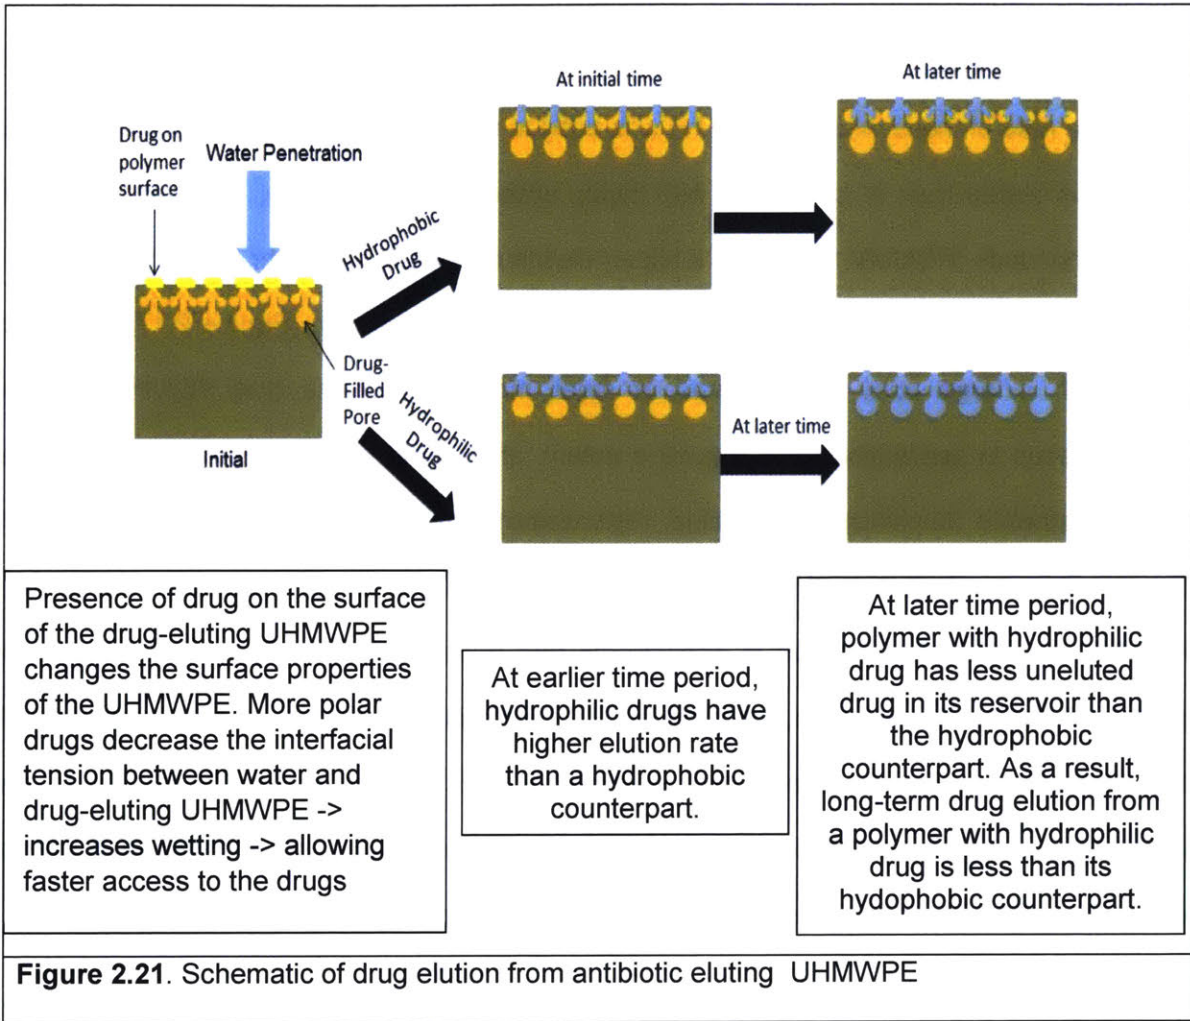 At initial time
At later time
Drug on
polymer
surface
Water Penetration
Hydrophobic
Drug
Drug-
Filled
Pore
Hydrophilic
Drug
Initial
At later time
Presence of drug on the surface
of the drug-eluting UHMWPE
changes the surface properties
of the UHMWPE. More polar
drugs decrease the interfacial
tension between water and
drug-eluting UHMWPE ->
increases wetting -> allowing
faster access to the drugs
At earlier time period,
hydrophilic drugs have
higher elution rate
than a hydrophobic
counterpart.
At later time period,
polymer with hydrophilic
drug has less uneluted
drug in its reservoir than
the hydrophobic
counterpart. As a result,
long-term drug elution from
a polymer with hydrophilic
drug is less than its
hydophobic counterpart.
Figure 2.21. Schematic of drug elution from antibiotic eluting UHMWPE